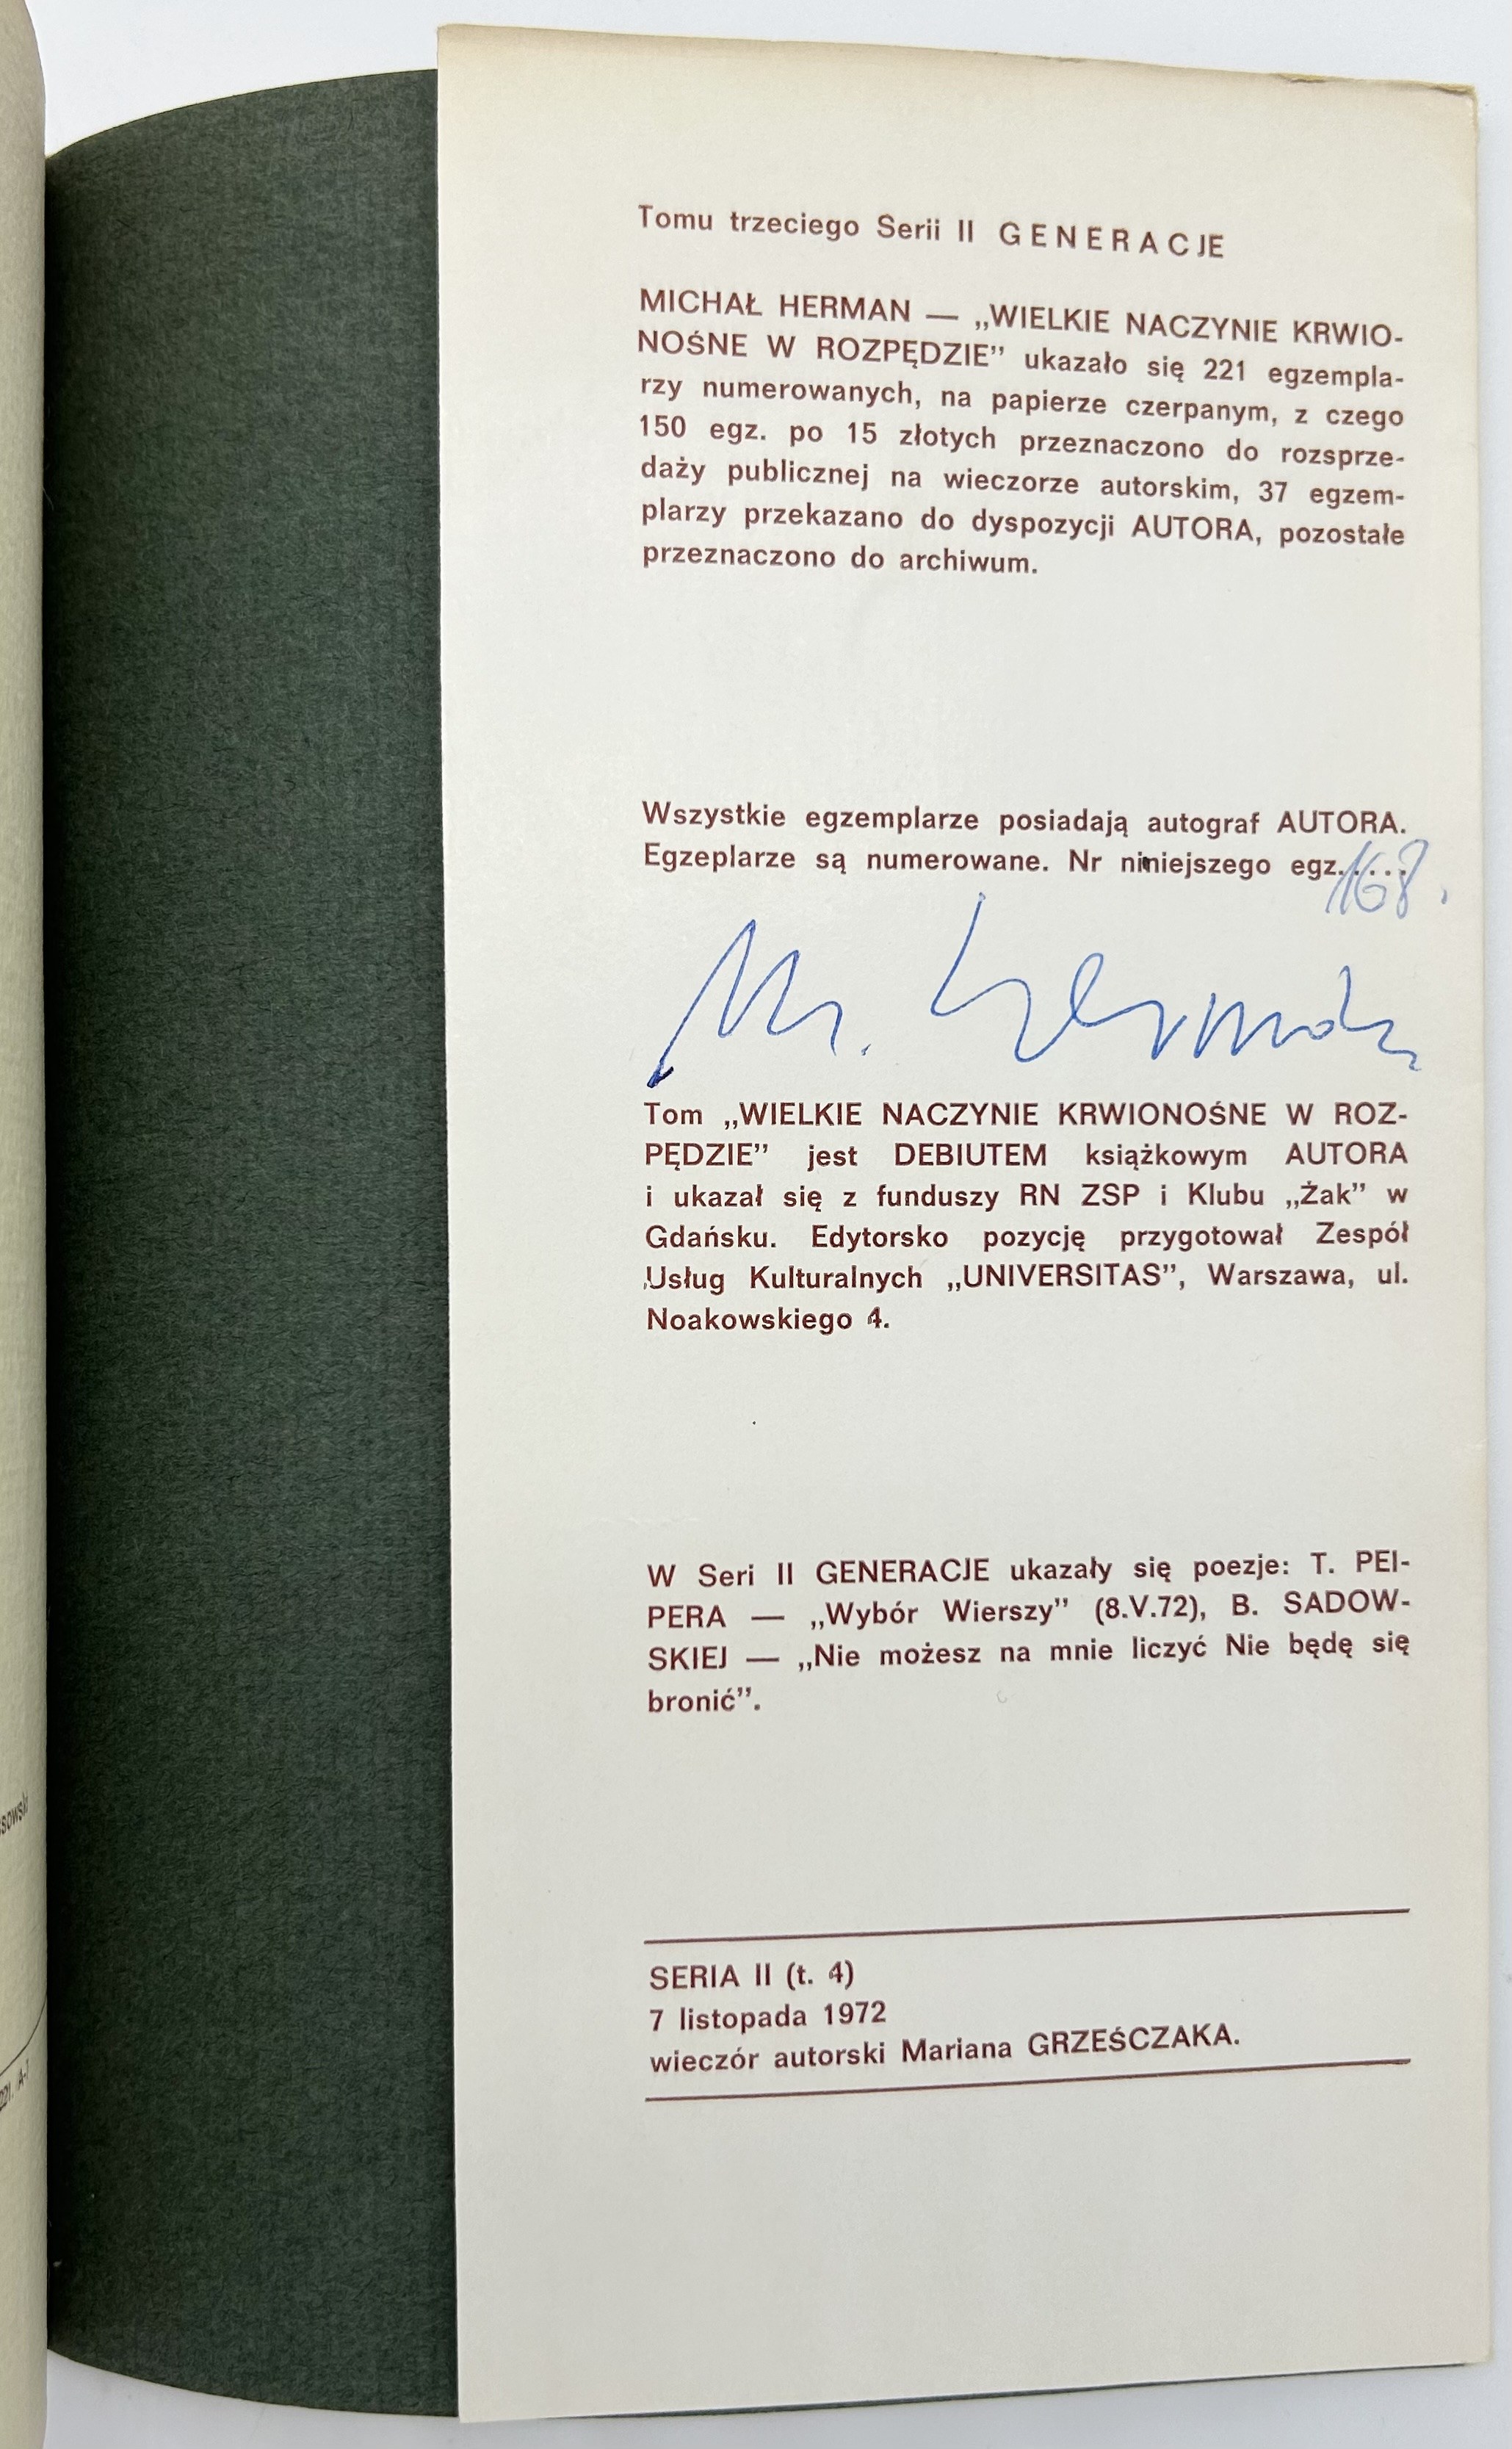 Tomu trzeciego Serii II GENERACJE
MICHAŁ HERMAN — „WIELKIE NACZYNIE KRWIO-
NOŚNE W ROZPĘDZIE” ukazało się 221 egzempla-
rzy numerowanych, na papierze czerpanym, z czego
150 egz. po 15 złotych przeznaczono do rozsprze-
daży publicznej na wieczorze autorskim, 37 egzem-
plarzy przekazano do dyspozycji AUTORA, pozostałe
przeznaczono do archiwum.
Wszystkie egzemplarze posiadają autograf AUTORA.
Egzeplarze są numerowane. Nr niniejszego egz..... 168.
M. Herman
Tom „WIELKIE NACZYNIE KRWIONOŚNE W ROZ-
PĘDZIE” jest DEBIUTEM książkowym AUTORA
i ukazał się z funduszy RN ZSP i Klubu „Żak” w
Gdańsku. Edytorsko pozycję przygotował Zespół
Usług Kulturalnych „UNIVERSITAS”, Warszawa, ul.
Noakowskiego 4.
W Seri II GENERACJE ukazały się poezje: T. PEI-
PERA — „Wybór Wierszy” (8.V.72), B. SADOW-
SKIEJ — „Nie możesz na mnie liczyć Nie będę się
bronić”.
SERIA II (t. 4)
7 listopada 1972
wieczór autorski Mariana GRZEŚCZAKA.